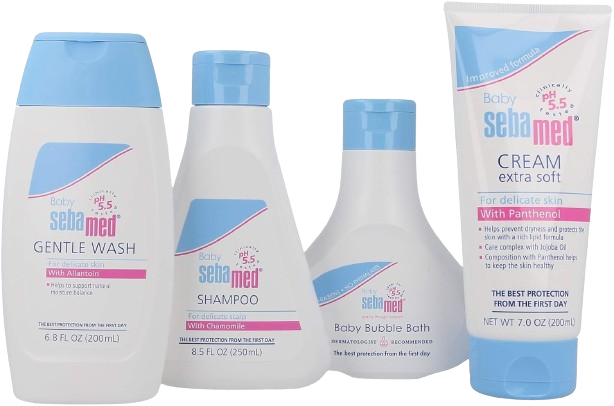 Baby
clinically tested
pH
5.5
sebamed®
GENTLE WASH
For delicate skin
With Allantoin
• Helps to support natural
moisture balance
THE BEST PROTECTION FROM THE FIRST DAY
6.8 FL OZ (200mL)
Baby
pH
5.5
sebamed®
SHAMPOO
For delicate scalp
With Chamomile
THE BEST PROTECTION FROM THE FIRST DAY
8.5 FL OZ (250mL)
Baby
sebamed®
Baby Bubble Bath
DERMATOLOGIST RECOMMENDED
The best protection from the first day
Improved formula
Baby
clinically tested
pH
5.5
sebamed®
CREAM
extra soft
For delicate skin
With Panthenol
• Helps prevent dryness and protects the
skin with a rich lipid formula
• Care complex with Jojoba Oil
• Composition with Panthenol helps
to keep the skin healthy
THE BEST PROTECTION
FROM THE FIRST DAY
NET WT 7.0 OZ (200mL)